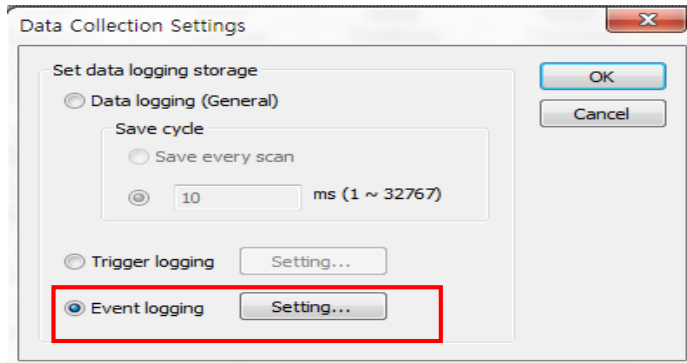 Data Collection Settings
Set data logging storage
Data logging (General)
Save cycle
Save every scan
10 ms (1 ~ 32767)
Trigger logging Setting...
Event logging Setting...
OK
Cancel